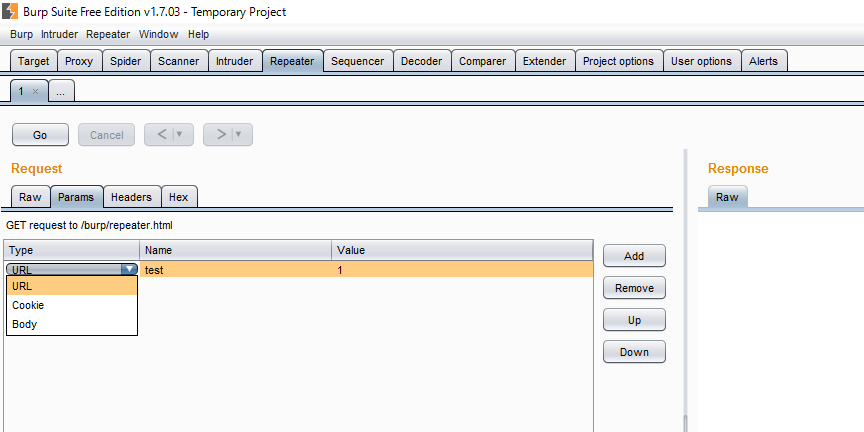 Burp Suite Free Edition v1.7.03 - Temporary Project
Burp Intruder Repeater Window Help
Target Proxy Spider Scanner Intruder Repeater Sequencer Decoder Comparer Extender Project options User options Alerts
1 × ...
Go Cancel < > 
Request
Response
Raw Params Headers Hex
Raw
GET request to /burp/repeater.html
Type Name Value
URL test 1
URL
Cookie
Body
Add
Remove
Up
Down